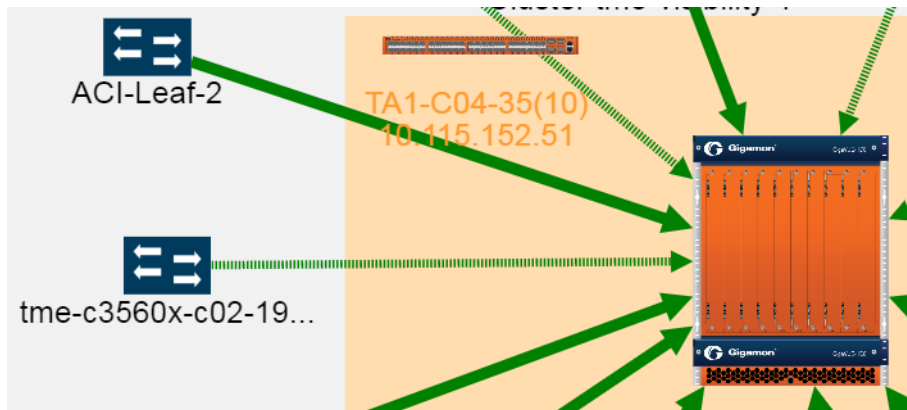 ACI-Leaf-2
TA1-C04-35(10)
10.115.152.51
Gigamon
tme-c3560x-c02-19...
Gigamon